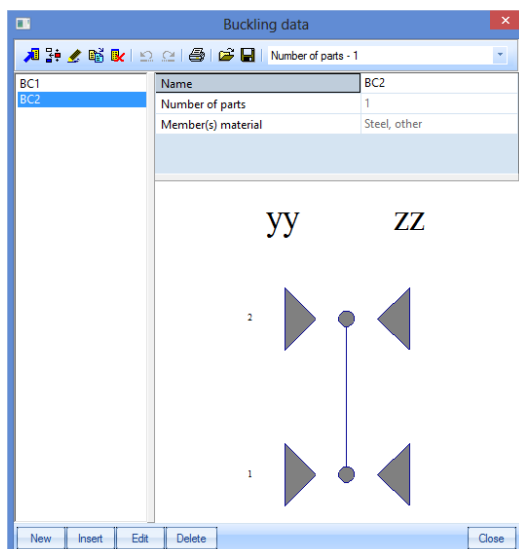 Buckling data
Number of parts - 1
BC1
BC2
Name BC2
Number of parts 1
Member(s) material Steel, other
yy zz
2
1
New Insert Edit Delete Close